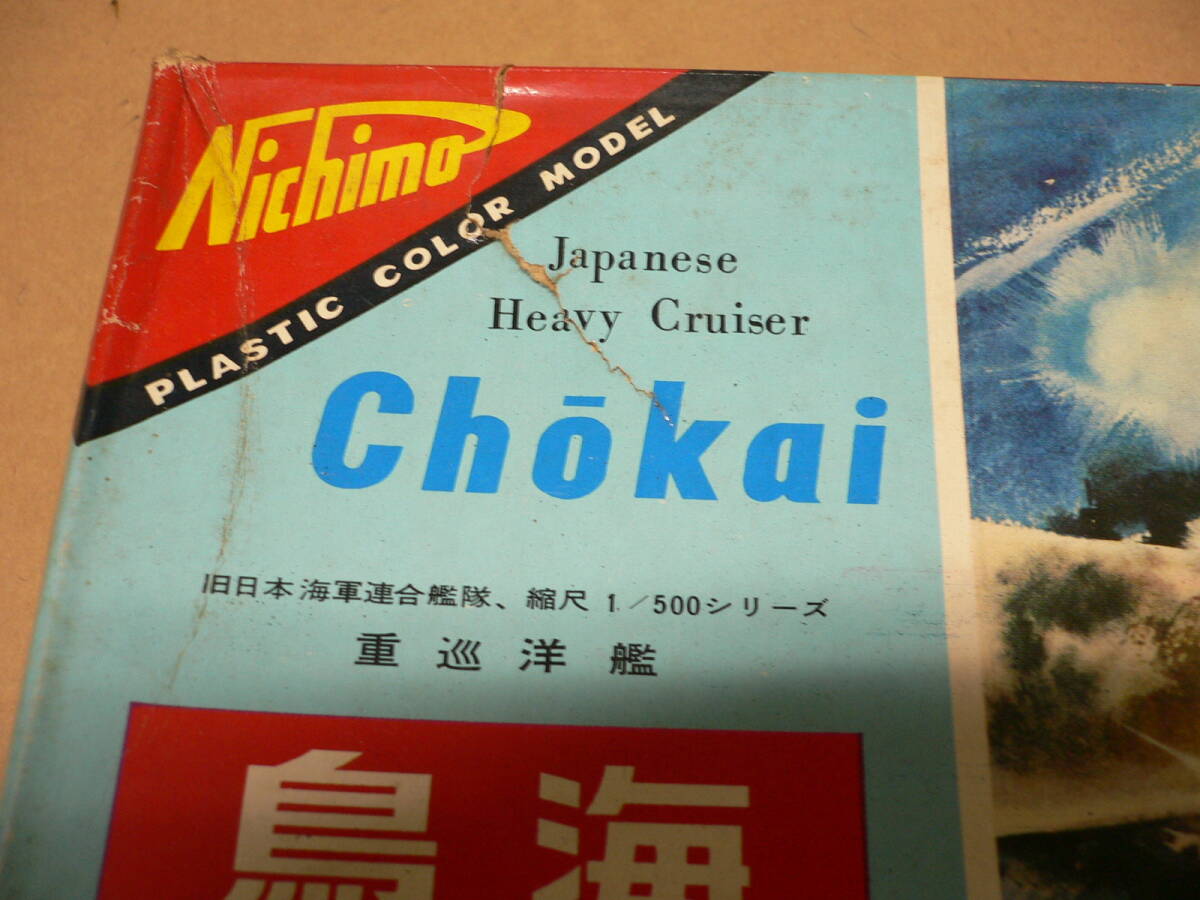 Nichimo
PLASTIC COLOR MODEL
Japanese
Heavy Cruiser
Chōkai
旧日本海軍連合艦隊、縮尺 1/500シリーズ
重巡洋艦
鳥海